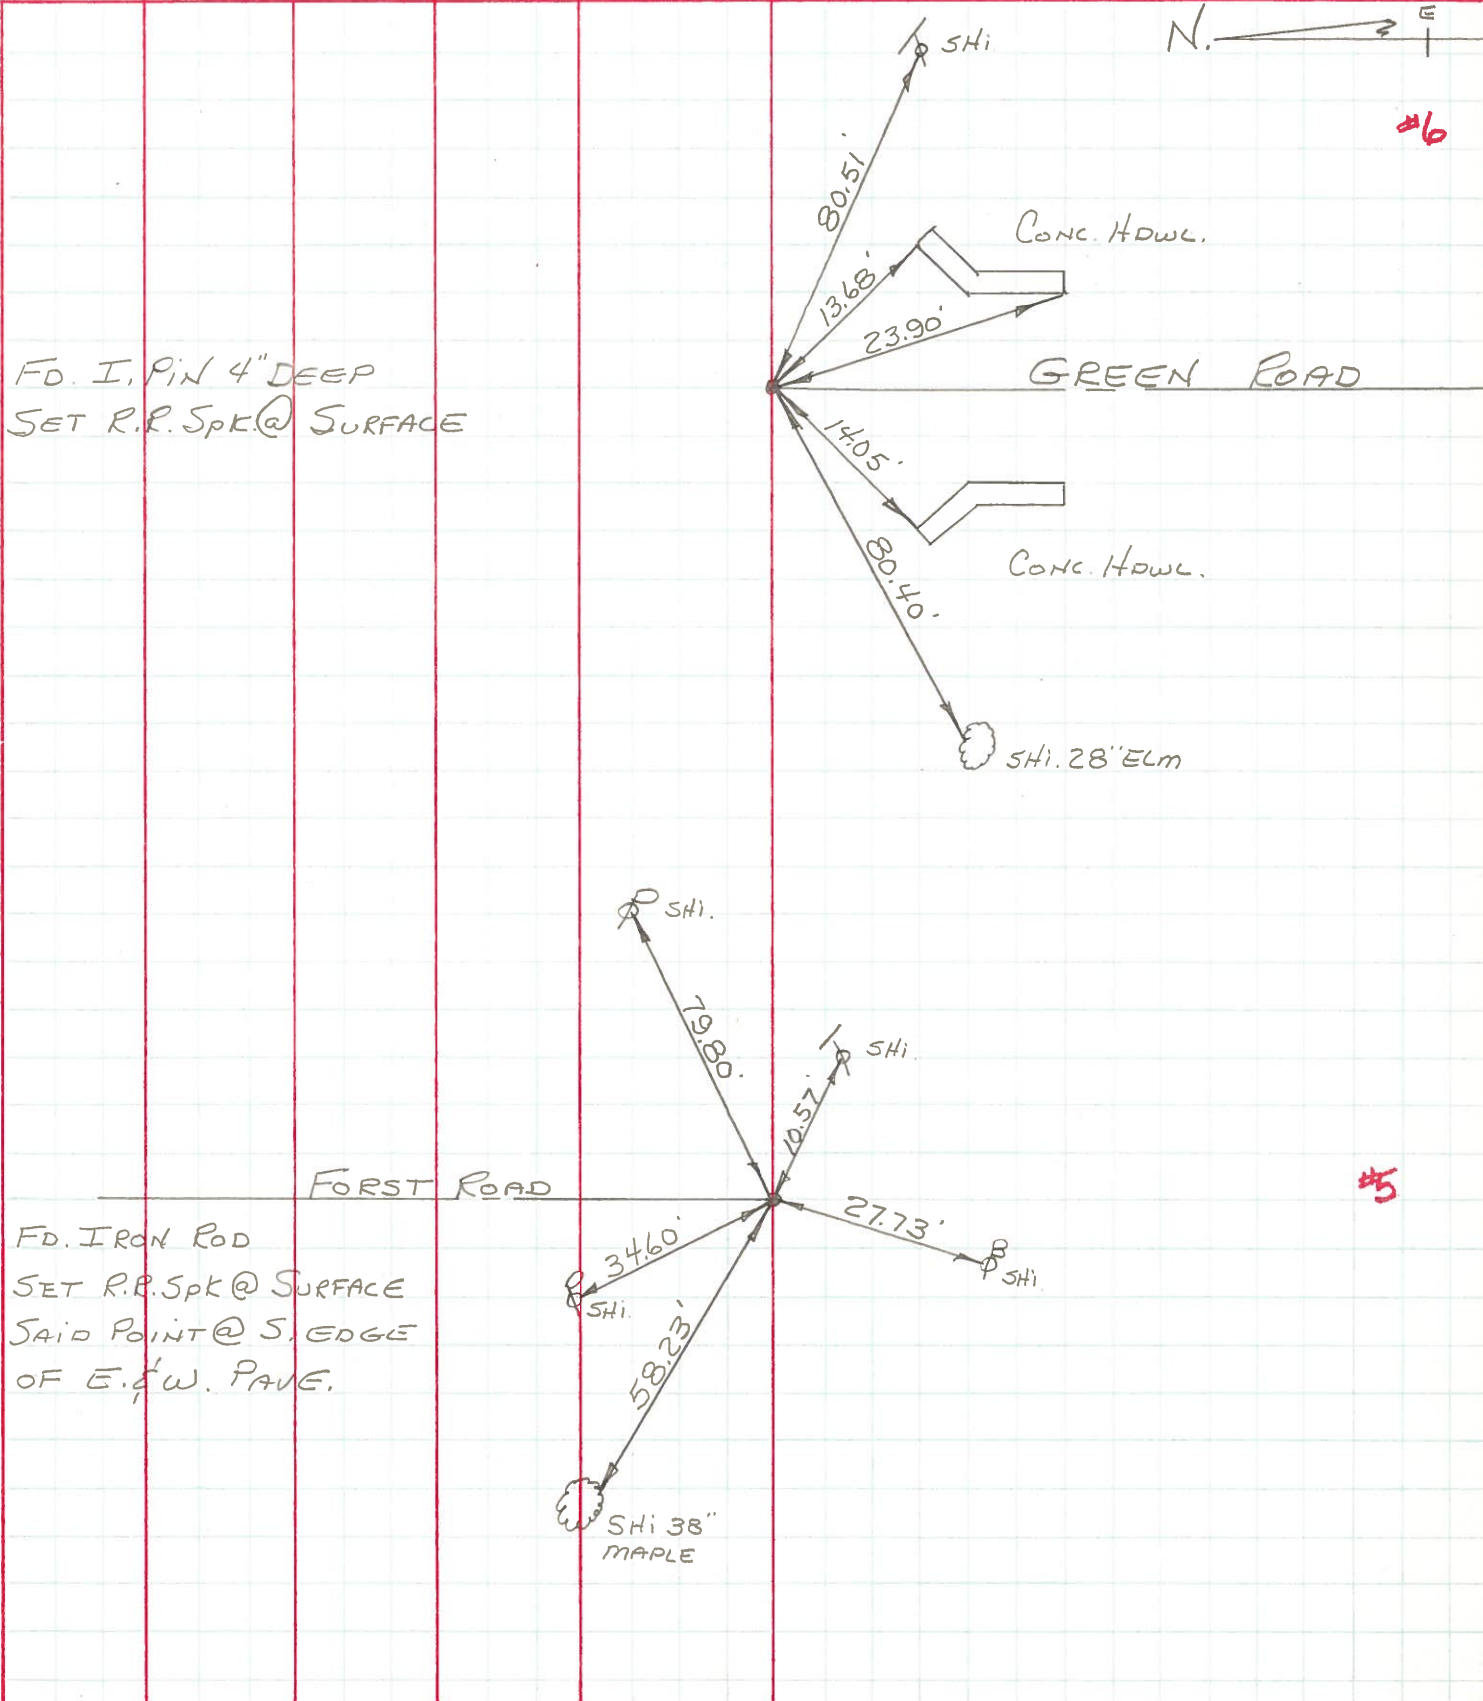 N.
E
SHi
#6
80.51'
CONC. HDWL.
13.68'
23.90'
GREEN ROAD
FD. I. PiN 4" DEEP
SET R.R. SPK.@ SURFACE
14.05'
CONC. HDWL.
80.40'
SHi. 28" ELM
SHi.
79.80'
SHi.
10.57'
FORST ROAD
#5
27.73'
SHi
34.60'
SHi.
FD. IRON ROD
SET R.R. SPK @ SURFACE
SAiD POiNT @ S. EDGE
OF E. & W. PAVE.
58.23'
SHi 38"
MAPLE